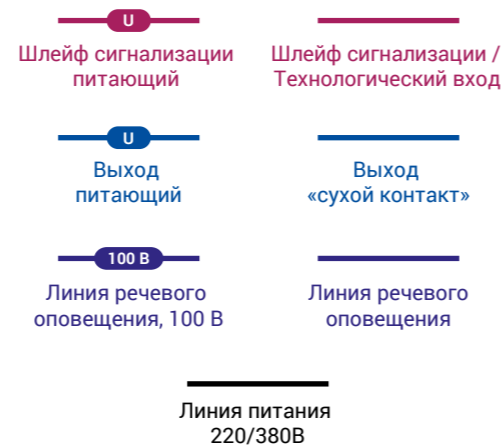 U
Шлейф сигнализации
питающий
Шлейф сигнализации /
Технологический вход
U
Выход
питающий
Выход
«сухой контакт»
100 В
Линия речевого
оповещения, 100 В
Линия речевого
оповещения
Линия питания
220/380В